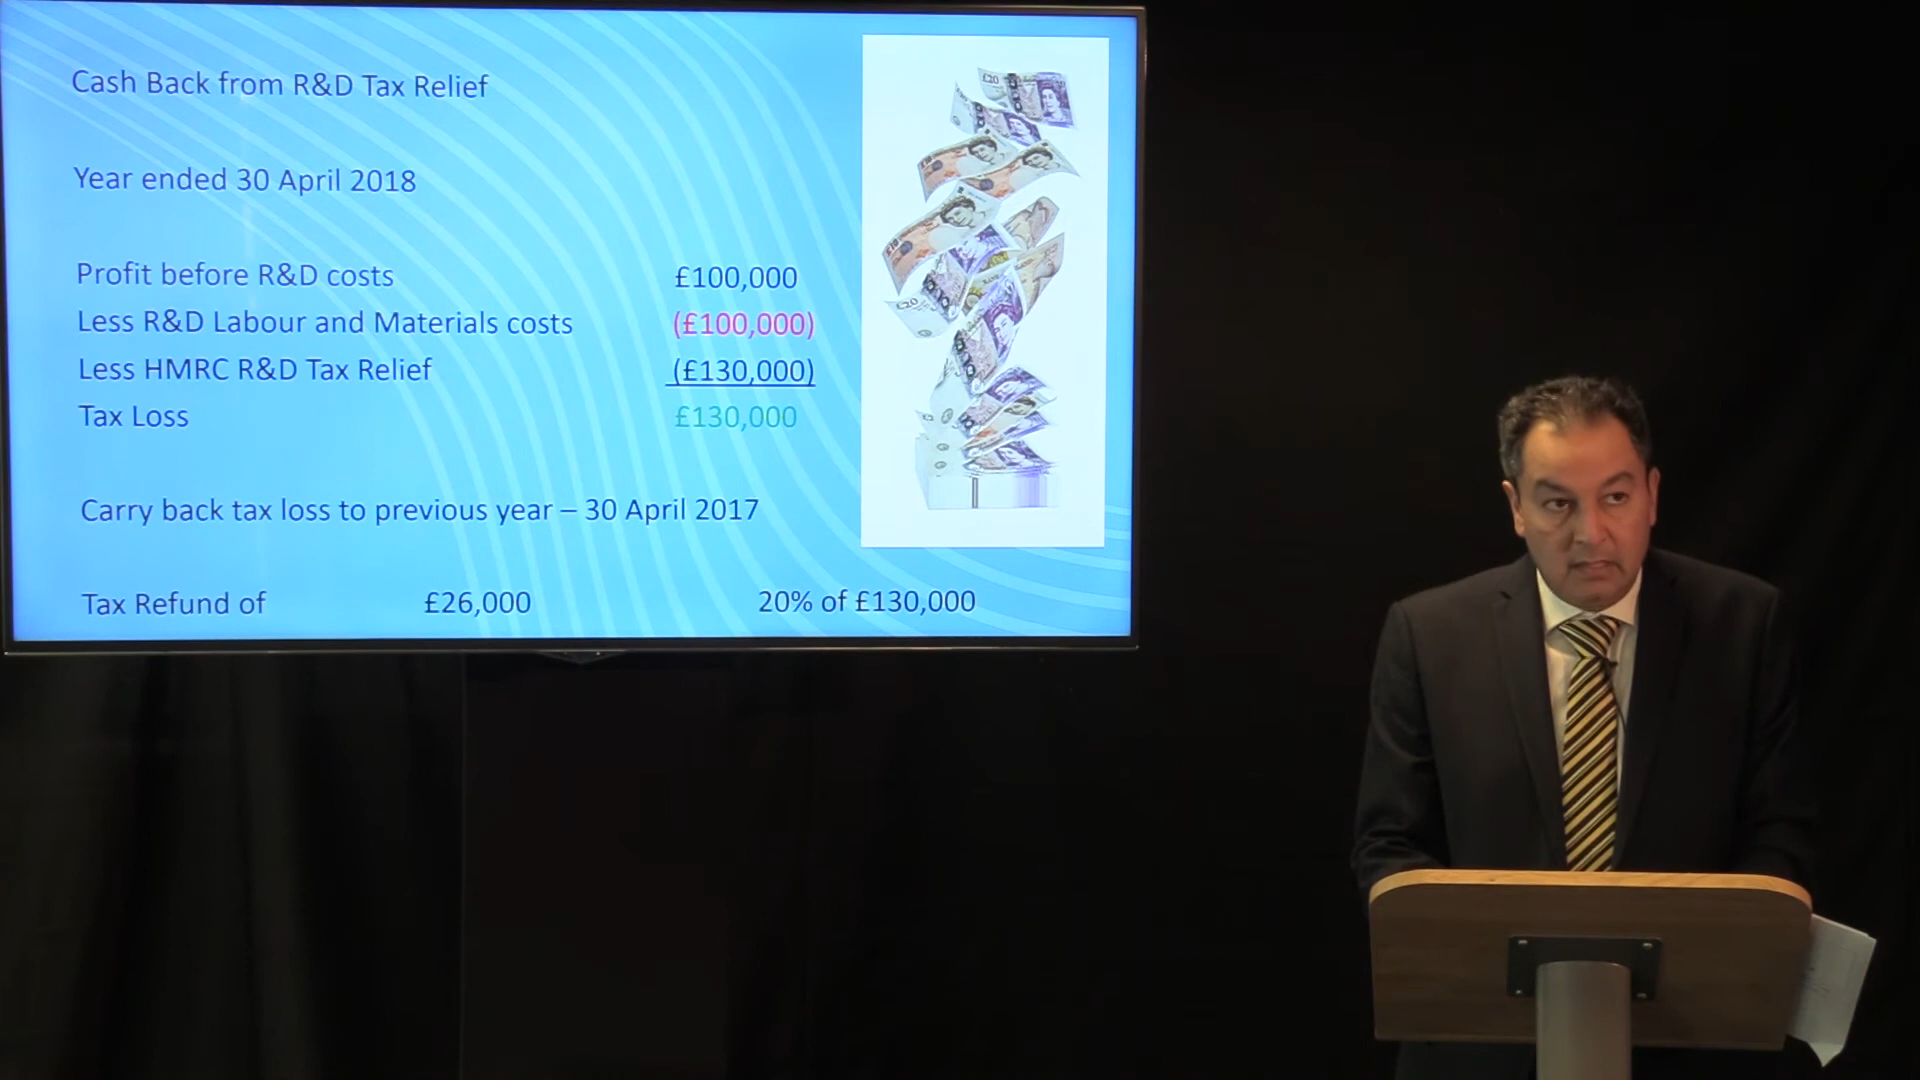 Cash Back from R&D Tax Relief
Year ended 30 April 2018
Profit before R&D costs £100,000
Less R&D Labour and Materials costs (£100,000)
Less HMRC R&D Tax Relief (£130,000)
Tax Loss £130,000
Carry back tax loss to previous year – 30 April 2017
Tax Refund of £26,000 20% of £130,000
£20
£20